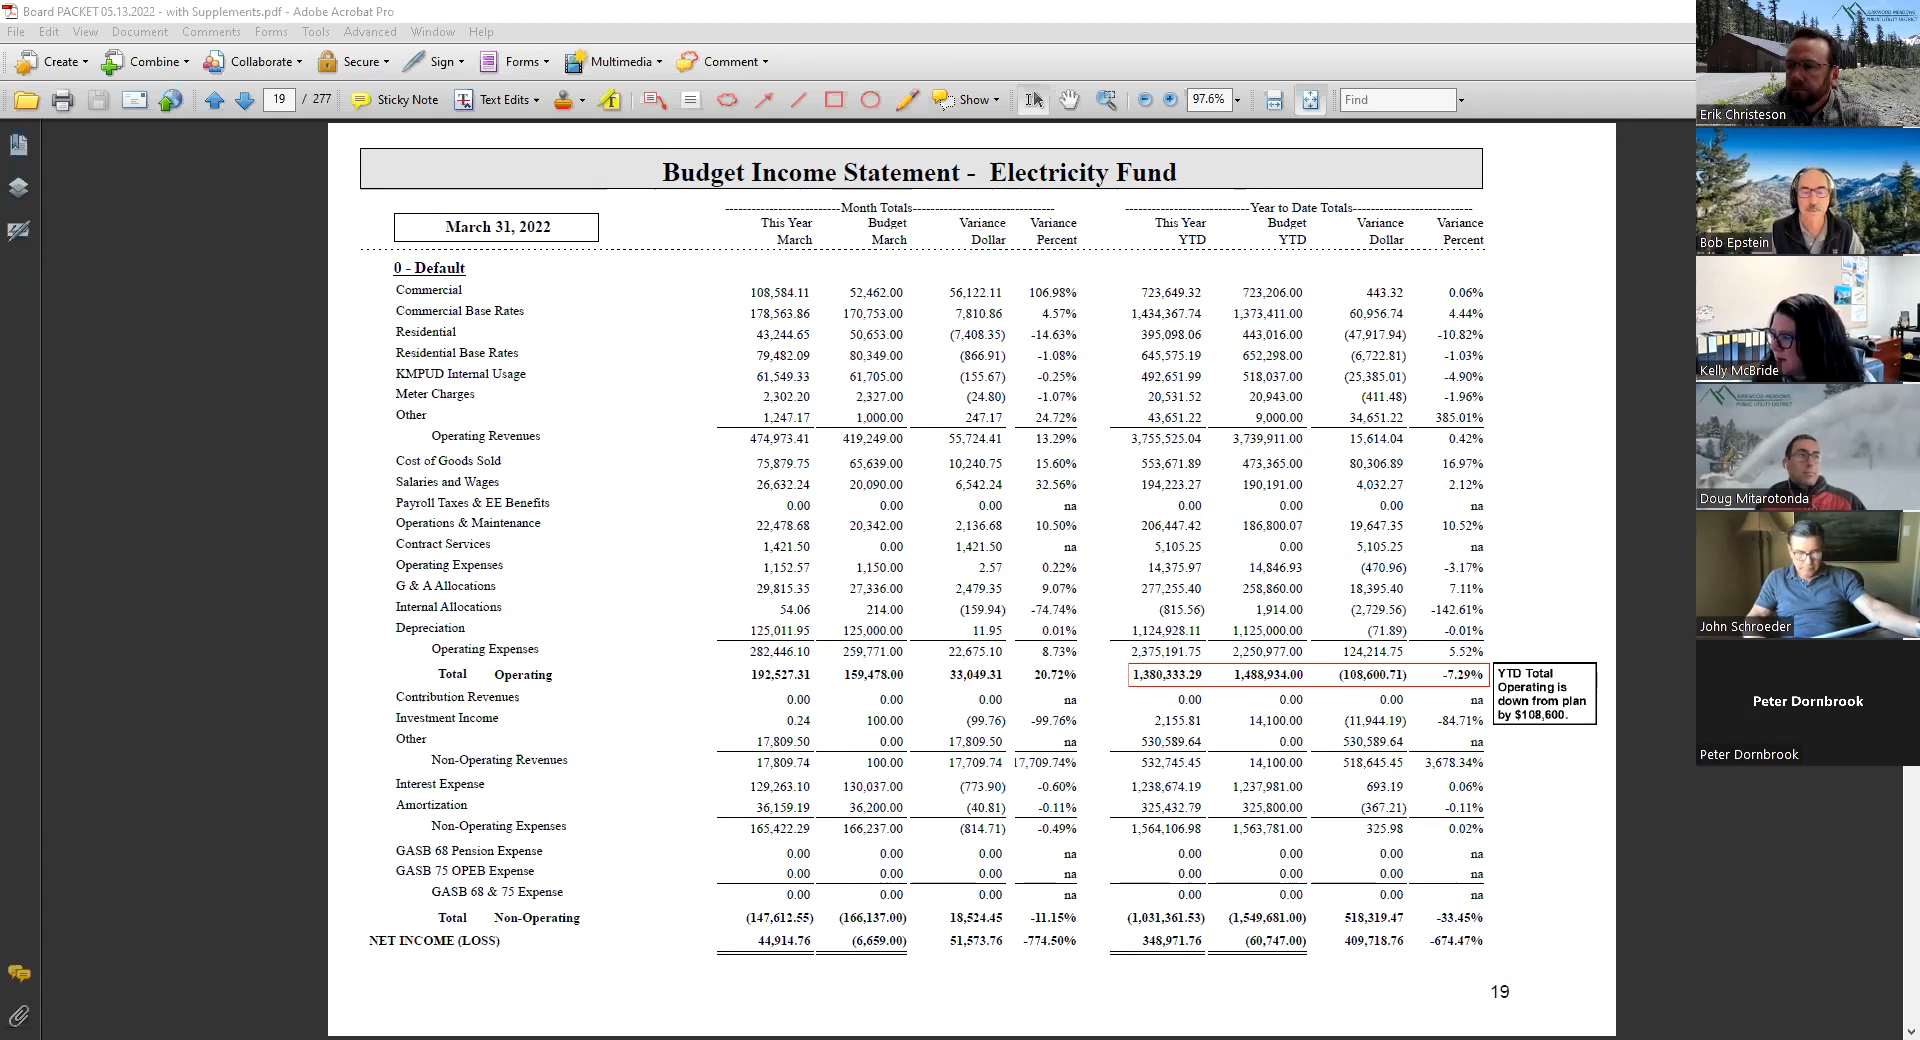 Board PACKET 05.13.2022 - with Supplements.pdf - Adobe Acrobat Pro
File Edit View Document Comments Forms Tools Advanced Window Help
Create Combine Collaborate Secure Sign Forms Multimedia Comment
19 / 277 Sticky Note Text Edits Show 97.6% Find
Budget Income Statement - Electricity Fund
March 31, 2022
Month Totals Year to Date Totals
This Year Budget Variance Variance This Year Budget Variance Variance
March March Dollar Percent YTD YTD Dollar Percent
0 - Default
Commercial 108,584.11 52,462.00 56,122.11 106.98% 723,649.32 723,206.00 443.32 0.06%
Commercial Base Rates 178,563.86 170,753.00 7,810.86 4.57% 1,434,367.74 1,373,411.00 60,956.74 4.44%
Residential 43,244.65 50,653.00 (7,408.35) -14.63% 395,098.06 443,016.00 (47,917.94) -10.82%
Residential Base Rates 79,482.09 80,349.00 (866.91) -1.08% 645,575.19 652,298.00 (6,722.81) -1.03%
KMPUD Internal Usage 61,549.33 61,705.00 (155.67) -0.25% 492,651.99 518,037.00 (25,385.01) -4.90%
Meter Charges 2,302.20 2,327.00 (24.80) -1.07% 20,531.52 20,943.00 (411.48) -1.96%
Other 1,247.17 1,000.00 247.17 24.72% 43,651.22 9,000.00 34,651.22 385.01%
Operating Revenues 474,973.41 419,249.00 55,724.41 13.29% 3,755,525.04 3,739,911.00 15,614.04 0.42%
Cost of Goods Sold 75,879.75 65,639.00 10,240.75 15.60% 553,671.89 473,365.00 80,306.89 16.97%
Salaries and Wages 26,632.24 20,090.00 6,542.24 32.56% 194,223.27 190,191.00 4,032.27 2.12%
Payroll Taxes & EE Benefits 0.00 0.00 0.00 na 0.00 0.00 0.00 na
Operations & Maintenance 22,478.68 20,342.00 2,136.68 10.50% 206,447.42 186,800.07 19,647.35 10.52%
Contract Services 1,421.50 0.00 1,421.50 na 5,105.25 0.00 5,105.25 na
Operating Expenses 1,152.57 1,150.00 2.57 0.22% 14,375.97 14,846.93 (470.96) -3.17%
G & A Allocations 29,815.35 27,336.00 2,479.35 9.07% 277,255.40 258,860.00 18,395.40 7.11%
Internal Allocations 54.06 214.00 (159.94) -74.74% (815.56) 1,914.00 (2,729.56) -142.61%
Depreciation 125,011.95 125,000.00 11.95 0.01% 1,124,928.11 1,125,000.00 (71.89) -0.01%
Operating Expenses 282,446.10 259,771.00 22,675.10 8.73% 2,375,191.75 2,250,977.00 124,214.75 5.52%
Total Operating 192,527.31 159,478.00 33,049.31 20.72% 1,380,333.29 1,488,934.00 (108,600.71) -7.29%
YTD Total
Operating is
down from plan
by $108,600.
Contribution Revenues 0.00 0.00 0.00 na 0.00 0.00 0.00 na
Investment Income 0.24 100.00 (99.76) -99.76% 2,155.81 14,100.00 (11,944.19) -84.71%
Other 17,809.50 0.00 17,809.50 na 530,589.64 0.00 530,589.64 na
Non-Operating Revenues 17,809.74 100.00 17,709.74 17,709.74% 532,745.45 14,100.00 518,645.45 3,678.34%
Interest Expense 129,263.10 130,037.00 (773.90) -0.60% 1,238,674.19 1,237,981.00 693.19 0.06%
Amortization 36,159.19 36,200.00 (40.81) -0.11% 325,432.79 325,800.00 (367.21) -0.11%
Non-Operating Expenses 165,422.29 166,237.00 (814.71) -0.49% 1,564,106.98 1,563,781.00 325.98 0.02%
GASB 68 Pension Expense 0.00 0.00 0.00 na 0.00 0.00 0.00 na
GASB 75 OPEB Expense 0.00 0.00 0.00 na 0.00 0.00 0.00 na
GASB 68 & 75 Expense 0.00 0.00 0.00 na 0.00 0.00 0.00 na
Total Non-Operating (147,612.55) (166,137.00) 18,524.45 -11.15% (1,031,361.53) (1,549,681.00) 518,319.47 -33.45%
NET INCOME (LOSS) 44,914.76 (6,659.00) 51,573.76 -774.50% 348,971.76 (60,747.00) 409,718.76 -674.47%
19
Erik Christeson
Bob Epstein
Kelly McBride
Doug Mitarotonda
John Schroeder
Peter Dornbrook
Peter Dornbrook